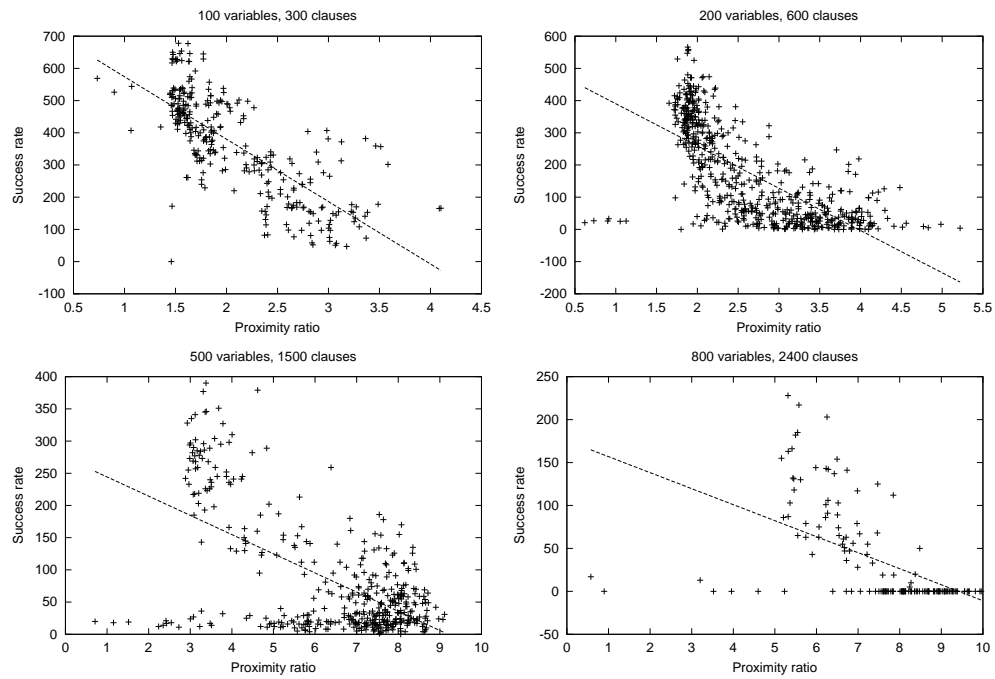 100 variables, 300 clauses
Success rate
700
600
500
400
300
200
100
0
-100
0.5 1 1.5 2 2.5 3 3.5 4 4.5
Proximity ratio
200 variables, 600 clauses
Success rate
600
500
400
300
200
100
0
-100
-200
0.5 1 1.5 2 2.5 3 3.5 4 4.5 5 5.5
Proximity ratio
500 variables, 1500 clauses
Success rate
400
350
300
250
200
150
100
50
0
0 1 2 3 4 5 6 7 8 9 10
Proximity ratio
800 variables, 2400 clauses
Success rate
250
200
150
100
50
0
-50
0 1 2 3 4 5 6 7 8 9 10
Proximity ratio